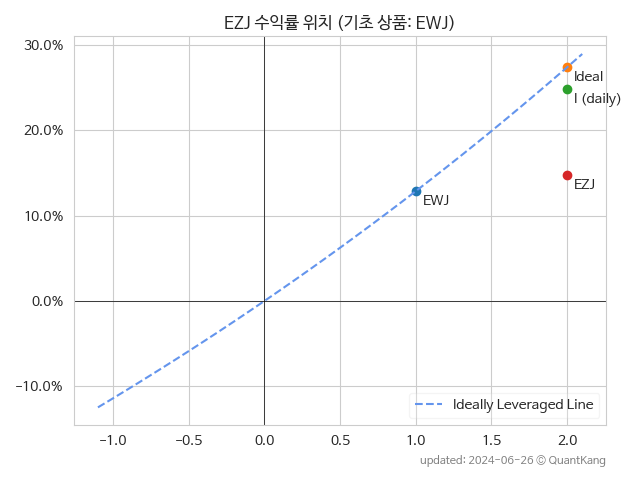 EZJ 수익률 위치 (기초 상품: EWJ)
30.0%
20.0%
10.0%
0.0%
−10.0%
Ideal
I (daily)
EZJ
EWJ
Ideally Leveraged Line
−1.0 −0.5 0.0 0.5 1.0 1.5 2.0
updated: 2024-06-26 © QuantKang